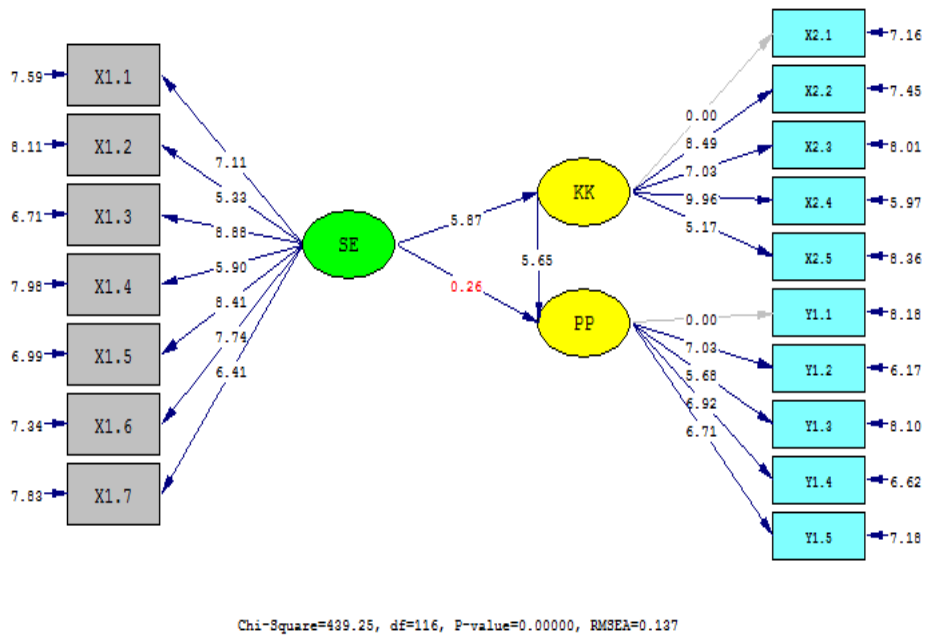 7.59
X1.1
8.11
X1.2
6.71
X1.3
7.98
X1.4
6.99
X1.5
7.34
X1.6
7.83
X1.7
7.11
5.33
8.88
5.90
8.41
7.74
6.41
SE
5.87
0.26
KK
5.65
PP
0.00
8.49
7.03
9.96
5.17
0.00
7.03
5.68
6.92
6.71
X2.1
7.16
X2.2
7.45
X2.3
8.01
X2.4
5.97
X2.5
8.36
Y1.1
8.18
Y1.2
6.17
Y1.3
8.10
Y1.4
6.62
Y1.5
7.18
Chi-Square=439.25, df=116, P-value=0.00000, RMSEA=0.137